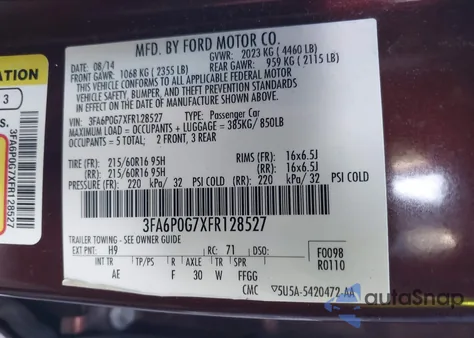 MFD. BY FORD MOTOR CO.
DATE: 08/14
GVWR: 2023 KG (4460 LB)
FRONT GAWR: 1068 KG (2355 LB)
REAR GAWR: 959 KG (2115 LB)
THIS VEHICLE CONFORMS TO ALL APPLICABLE FEDERAL MOTOR
VEHICLE SAFETY, BUMPER, AND THEFT PREVENTION STANDARDS
IN EFFECT ON THE DATE OF MANUFACTURE SHOWN ABOVE.
VIN: 3FA6P0G7XFR128527
TYPE: Passenger Car
MAXIMUM LOAD = OCCUPANTS + LUGGAGE = 385KG/850LB
OCCUPANTS = 5 TOTAL: 2 FRONT, 3 REAR
TIRE (FF): 215/60R16 95H
RIMS (FF): 16x6.5J
(RR): 215/60R16 95H
(RR): 16x6.5J
PRESSURE (FF): 220 kPa/ 32 PSI COLD
(RR): 220 kPa/32 PSI COLD
3FA6P0G7XFR128527
TRAILER TOWING - SEE OWNER GUIDE
EXT PNT: H9 RC: 71 DSO:
F0098
R0110
INT TR TP/PS R AXLE TR SPR
AE F 30 W FFGG
CMC 5U5A-5420472-AA
ATION
3
3FA6P0G7XFR128527
autoSnap